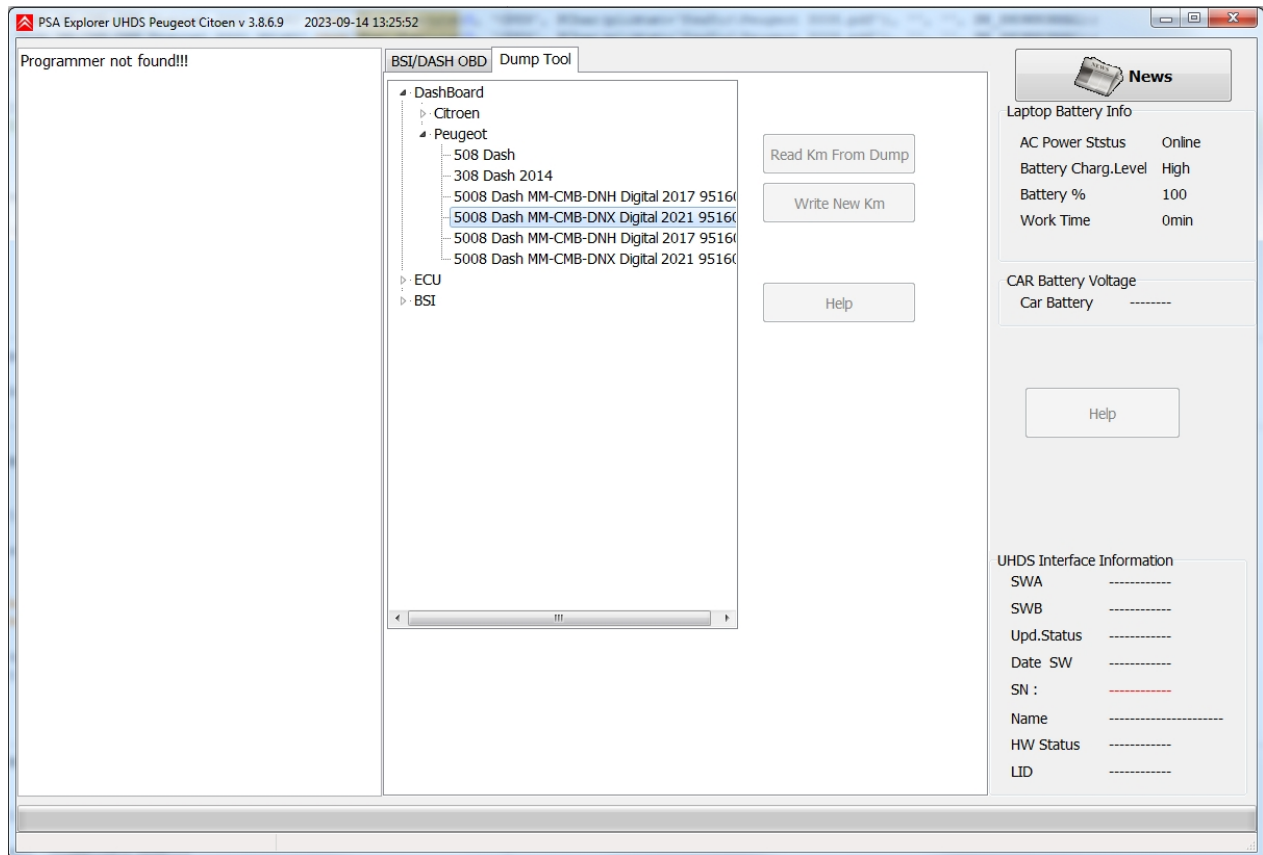 PSA Explorer UHDS Peugeot Citoen v 3.8.6.9 2023-09-14 13:25:52
Programmer not found!!!
BSI/DASH OBD
Dump Tool
DashBoard
Citroen
Peugeot
508 Dash
308 Dash 2014
5008 Dash MM-CMB-DNH Digital 2017 9516
5008 Dash MM-CMB-DNX Digital 2021 9516
5008 Dash MM-CMB-DNH Digital 2017 9516
5008 Dash MM-CMB-DNX Digital 2021 9516
ECU
BSI
Read Km From Dump
Write New Km
Help
News
Laptop Battery Info
AC Power Ststus Online
Battery Charg.Level High
Battery % 100
Work Time 0min
CAR Battery Voltage
Car Battery --------
Help
UHDS Interface Information
SWA ------------
SWB ------------
Upd.Status ------------
Date SW ------------
SN : ------------
Name ----------------------
HW Status ------------
LID ------------